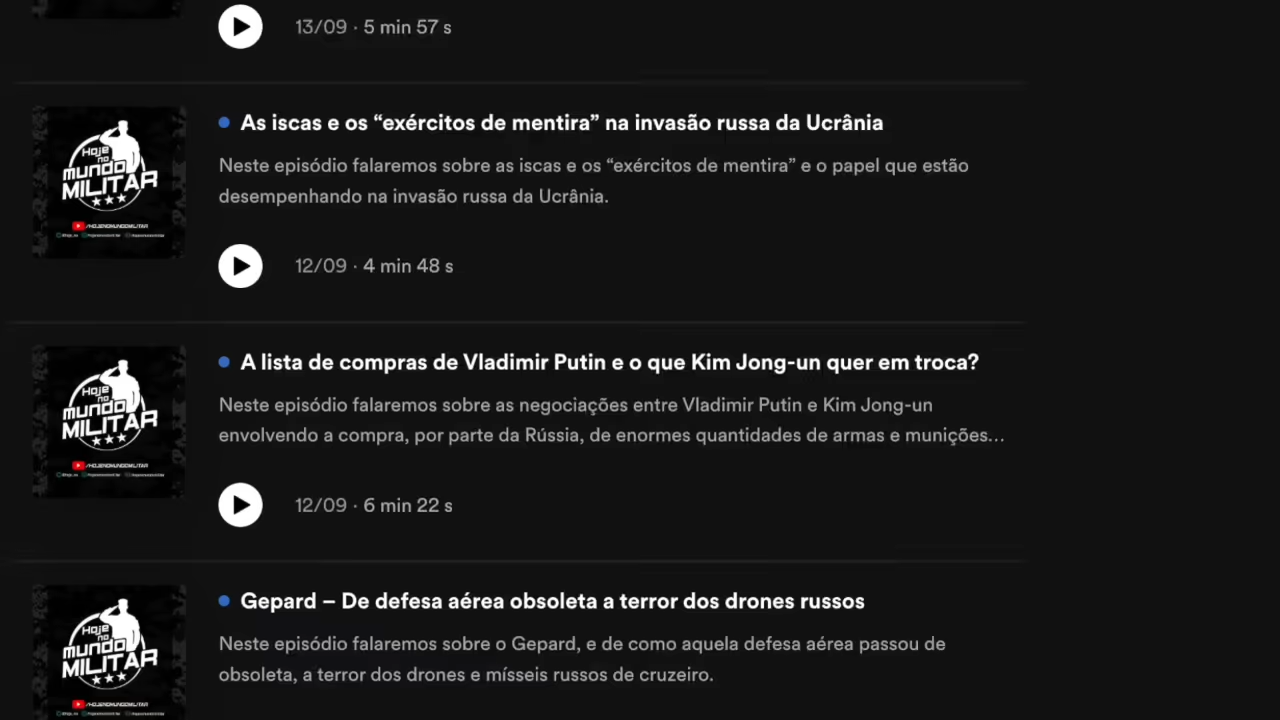 13/09 · 5 min 57 s
As iscas e os “exércitos de mentira” na invasão russa da Ucrânia
Neste episódio falaremos sobre as iscas e os “exércitos de mentira” e o papel que estão
desempenhando na invasão russa da Ucrânia.
Hoje
no
mundo
MILITAR
/HOJENOMUNDOMILITAR
12/09 · 4 min 48 s
A lista de compras de Vladimir Putin e o que Kim Jong-un quer em troca?
Neste episódio falaremos sobre as negociações entre Vladimir Putin e Kim Jong-un
envolvendo a compra, por parte da Rússia, de enormes quantidades de armas e munições...
Hoje
no
mundo
MILITAR
/HOJENOMUNDOMILITAR
12/09 · 6 min 22 s
Gepard – De defesa aérea obsoleta a terror dos drones russos
Neste episódio falaremos sobre o Gepard, e de como aquela defesa aérea passou de
obsoleta, a terror dos drones e mísseis russos de cruzeiro.
Hoje
no
mundo
MILITAR
/HOJENOMUNDOMILITAR